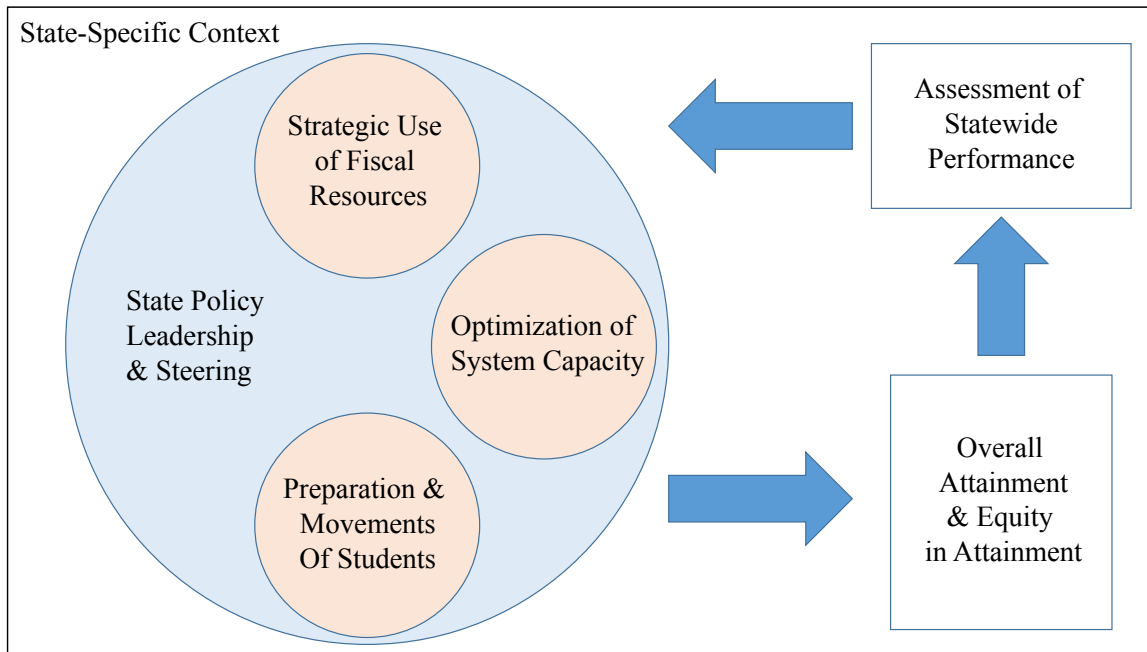 State-Specific Context
Strategic Use
of Fiscal
Resources
State Policy
Leadership
& Steering
Optimization of
System Capacity
Preparation &
Movements
Of Students
Assessment of
Statewide
Performance
Overall
Attainment
& Equity
in Attainment